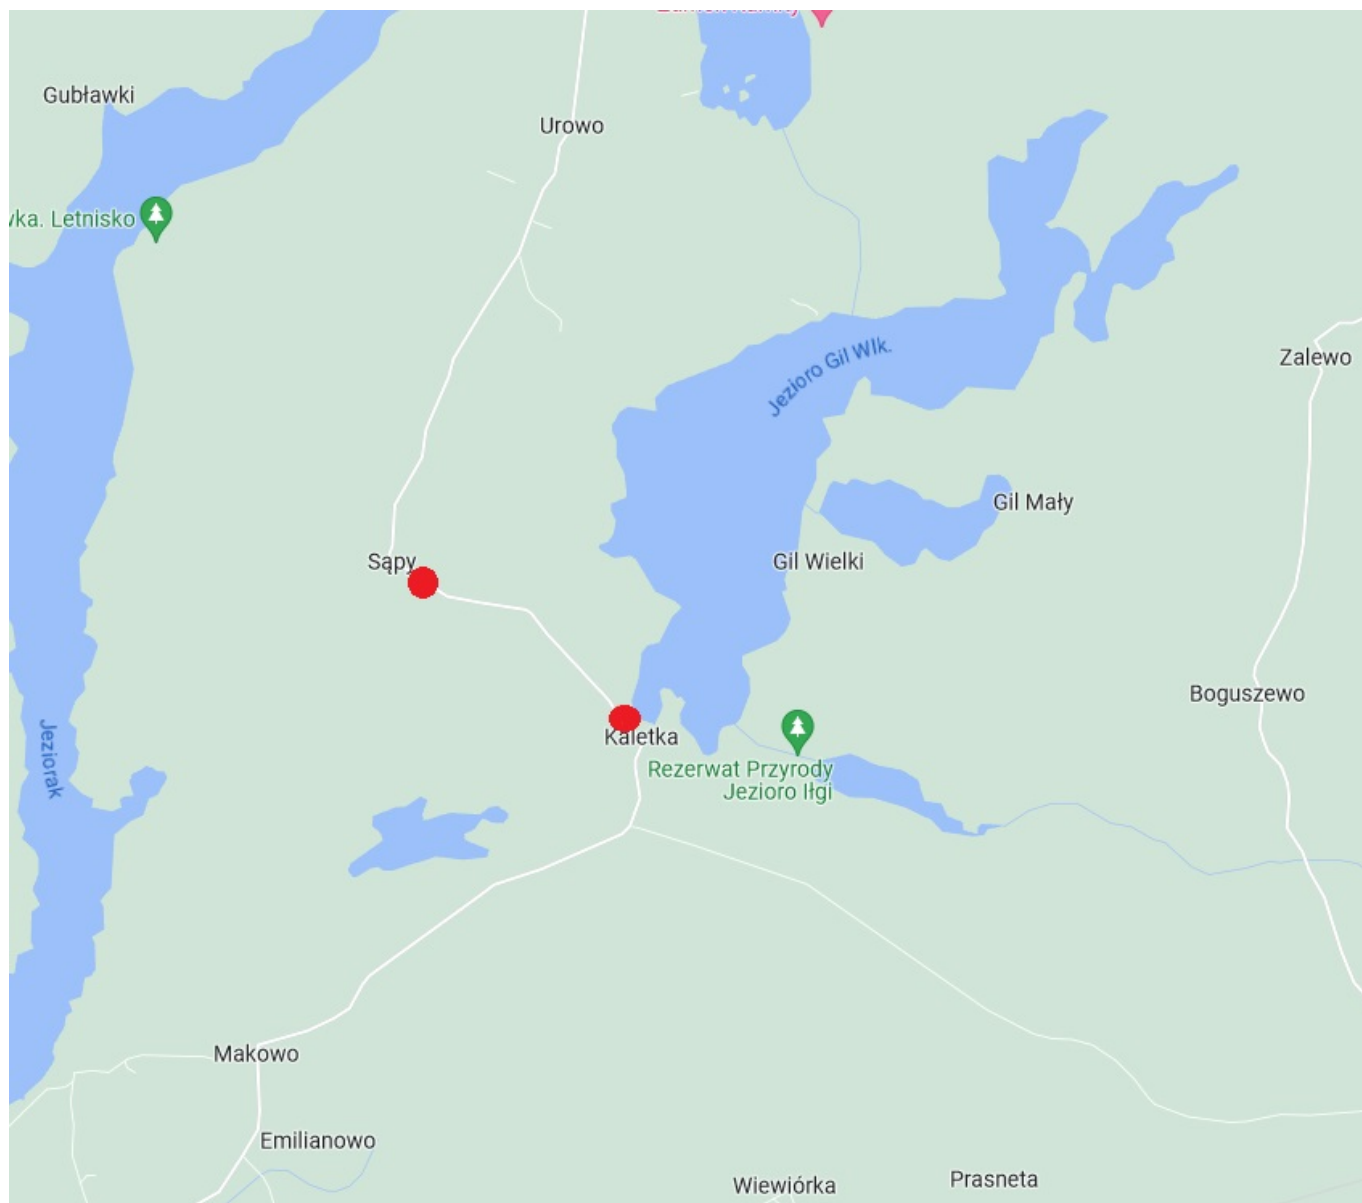 Gubławki
Urowo
wka. Letnisko
Jezioro Gil Wlk.
Zalewo
Gil Mały
Sąpy
Gil Wielki
Boguszewo
Jeziorak
Kaletka
Rezerwat Przyrody
Jezioro Iłgi
Makowo
Emilianowo
Wiewiórka
Prasneta